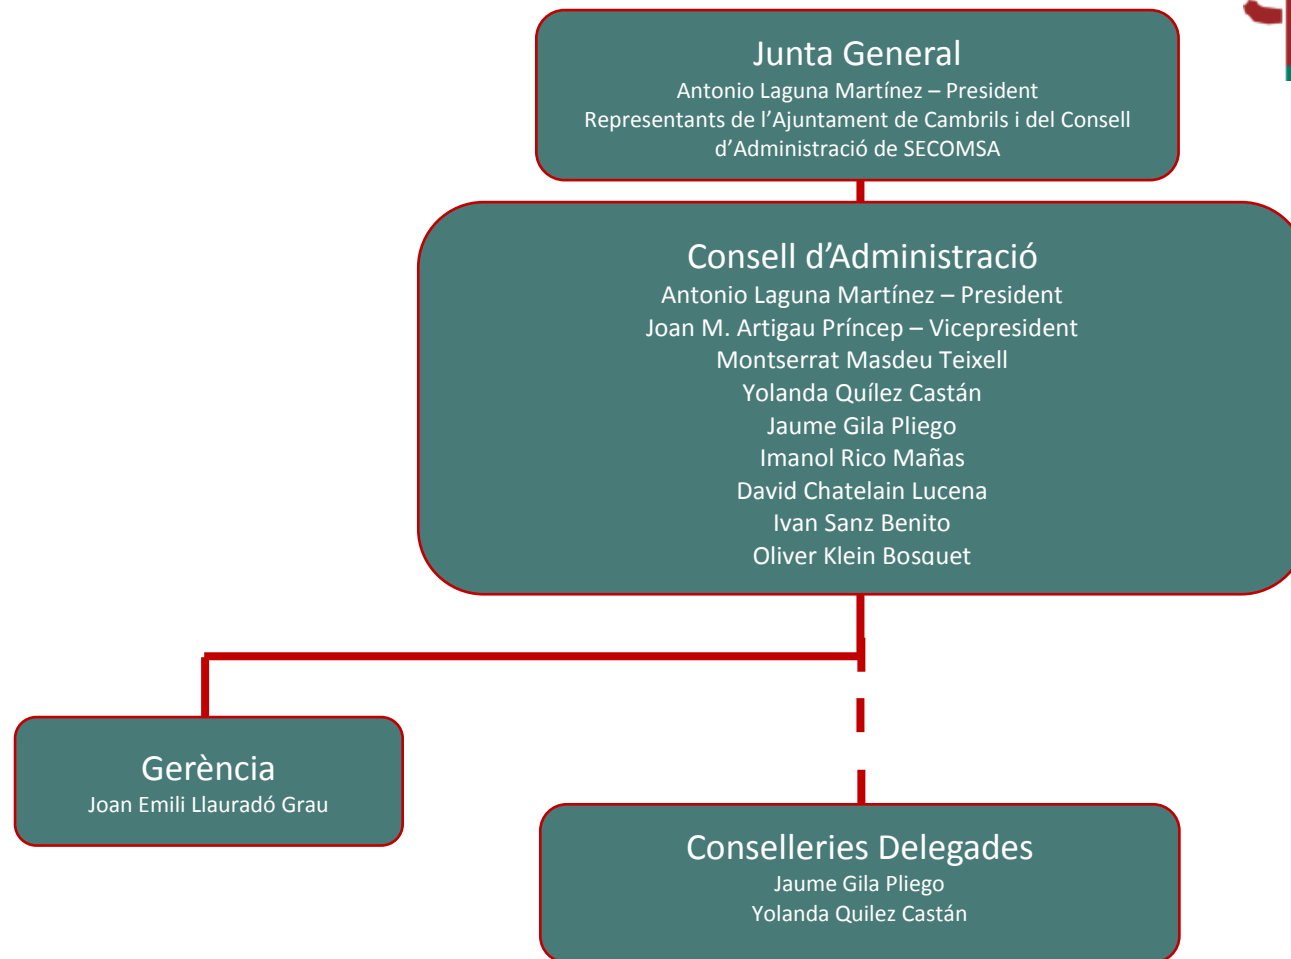 Junta General
Antonio Laguna Martínez – President
Representants de l’Ajuntament de Cambrils i del Consell
d’Administració de SECOMSA
Consell d’Administració
Antonio Laguna Martínez – President
Joan M. Artigau Príncep – Vicepresident
Montserrat Masdeu Teixell
Yolanda Quílez Castán
Jaume Gila Pliego
Imanol Rico Mañas
David Chatelain Lucena
Ivan Sanz Benito
Oliver Klein Bosquet
Gerència
Joan Emili Llauradó Grau
Conselleries Delegades
Jaume Gila Pliego
Yolanda Quilez Castán